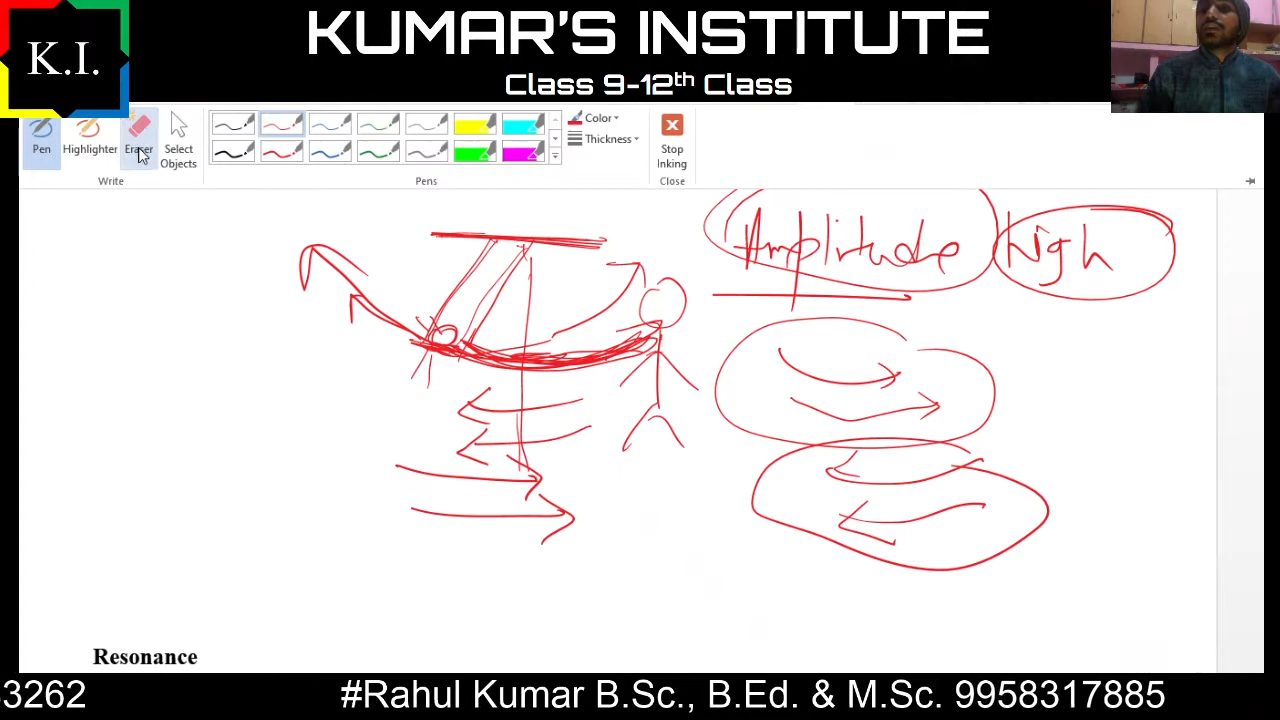 KUMAR'S INSTITUTE
K.I.
Class 9-12th Class
Pen
Highlighter
Eraser
Select Objects
Color
Thickness
Stop Inking
Write
Pens
Close
Amplitude high
Resonance
3262 #Rahul Kumar B.Sc., B.Ed. & M.Sc. 9958317885